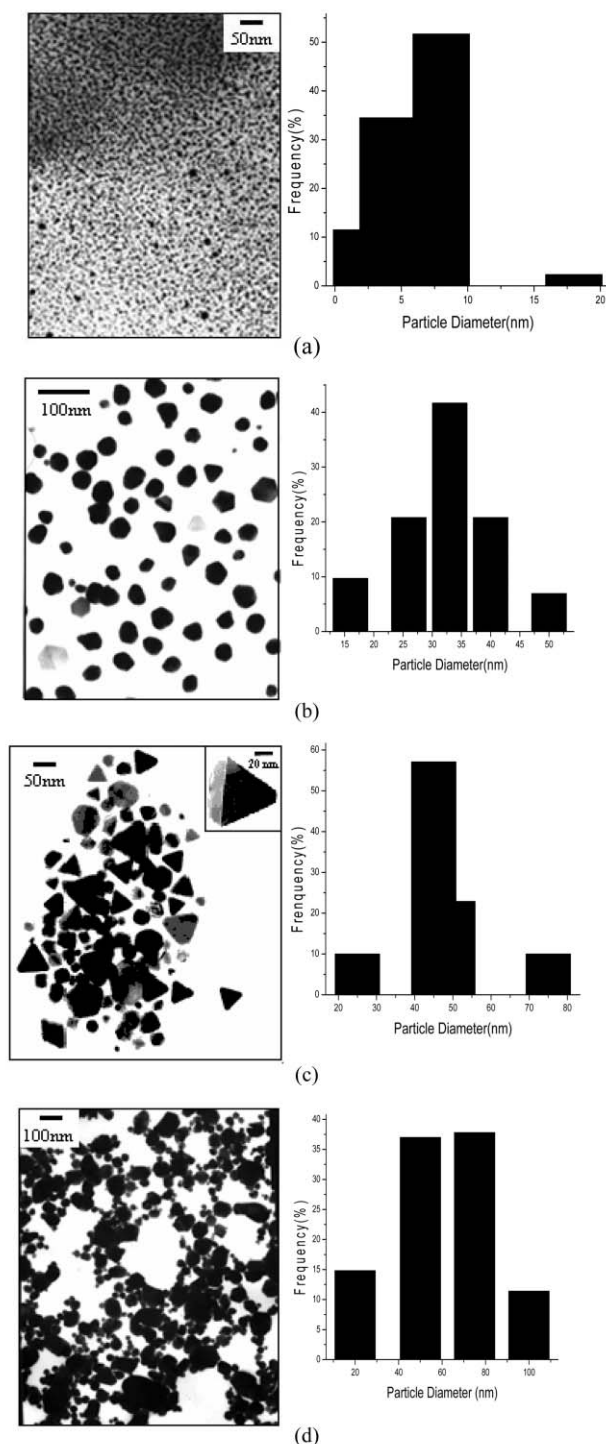 50nm
50
40
30
20
10
0
Frequency(%)
0 5 10 15 20
Particle Diameter(nm)
(a)
100nm
40
30
20
10
0
Frequency(%)
15 20 25 30 35 40 45 50
Particle Diameter(nm)
(b)
50nm
20 nm
60
50
40
30
20
10
0
Frenquency(%)
20 30 40 50 60 70 80
Particle Diameter(nm)
(c)
100nm
40
35
30
25
20
15
10
5
0
Frequency(%)
20 40 60 80 100
Particle Diameter (nm)
(d)